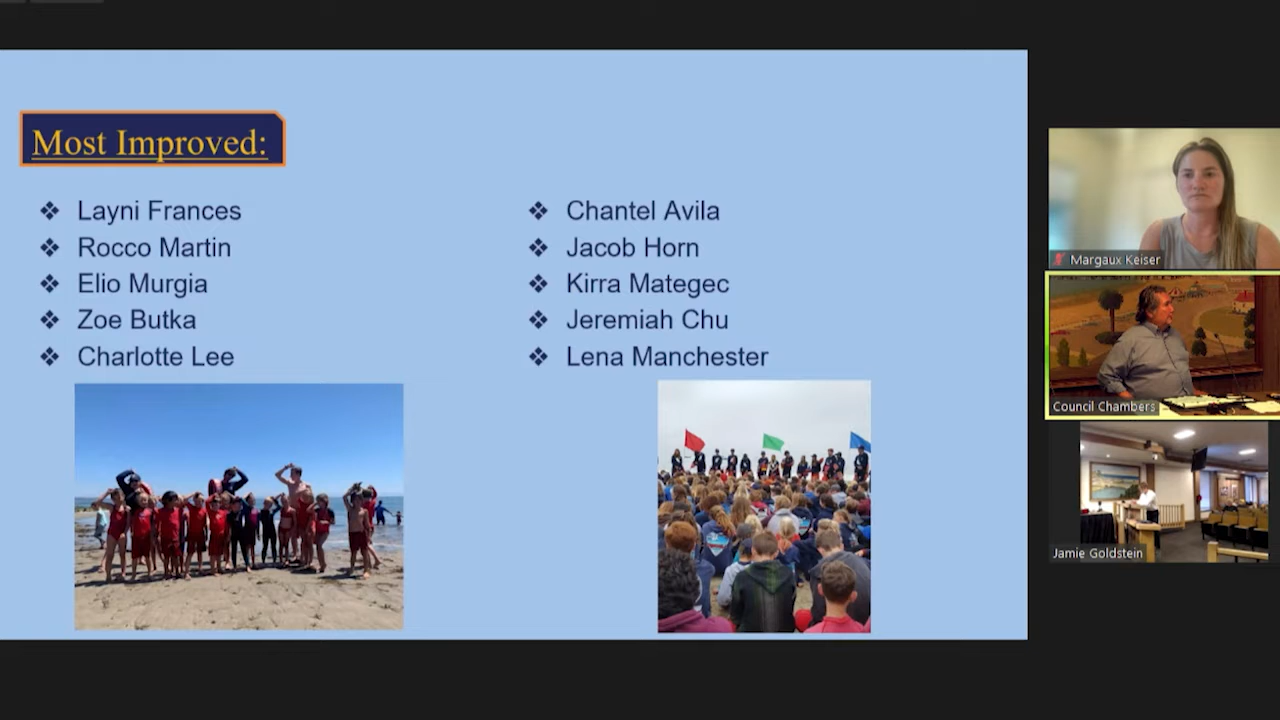 Most Improved:
❖ Layni Frances
❖ Rocco Martin
❖ Elio Murgia
❖ Zoe Butka
❖ Charlotte Lee
❖ Chantel Avila
❖ Jacob Horn
❖ Kirra Mategec
❖ Jeremiah Chu
❖ Lena Manchester
Margaux Keiser
Council Chambers
Jamie Goldstein